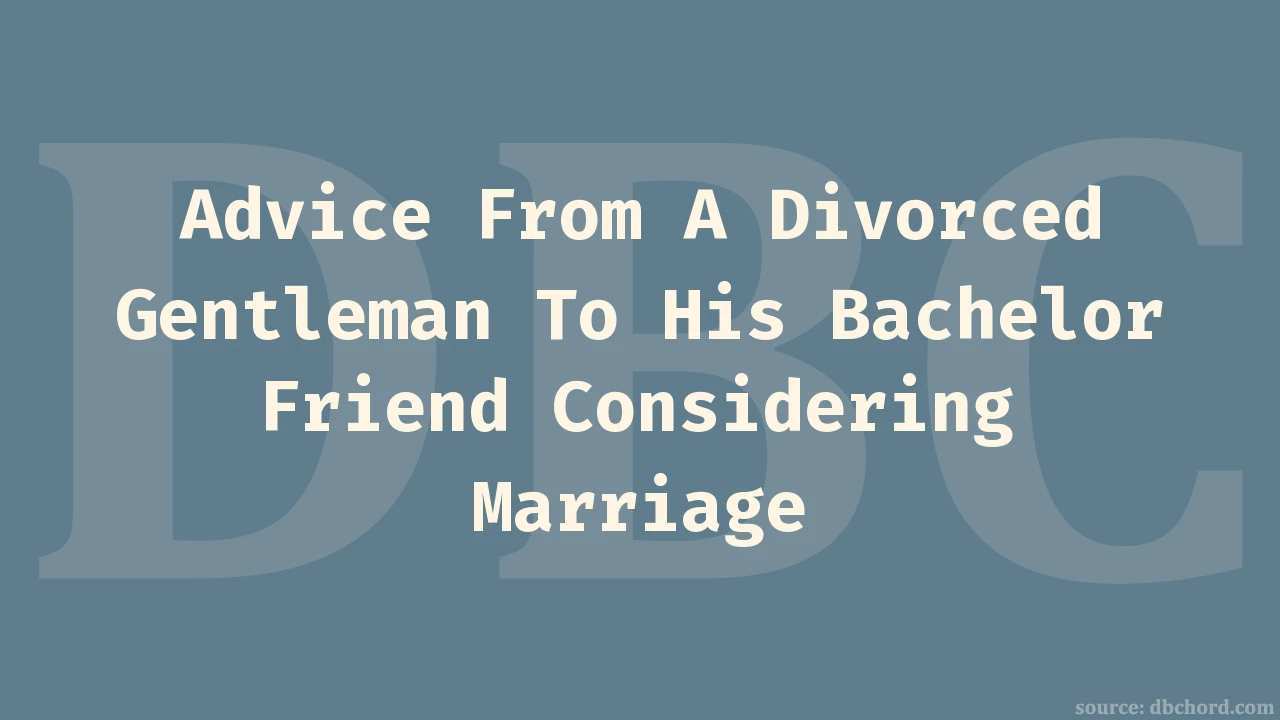 DBC
Advice From A Divorced
Gentleman To His Bachelor
Friend Considering
Marriage
source: dbchord.com